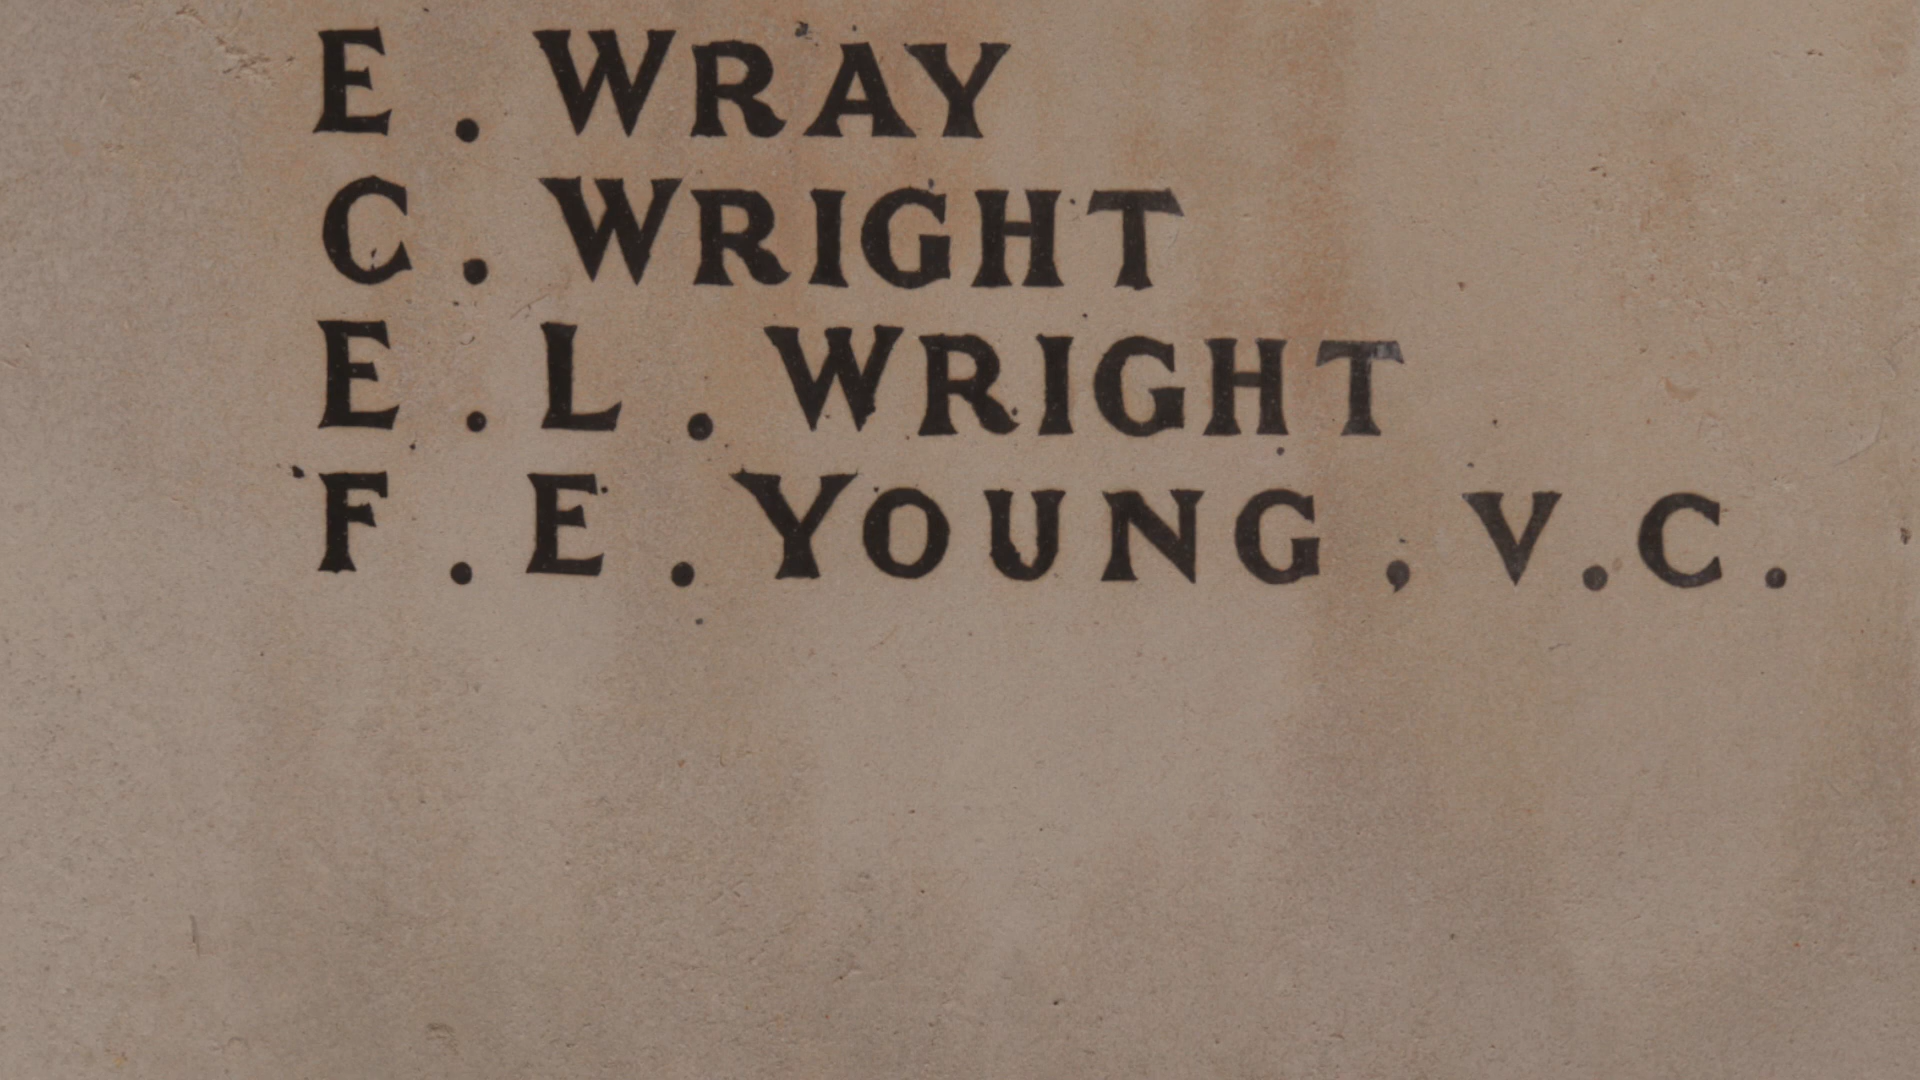 E. WRAY
C. WRIGHT
E. L. WRIGHT
F. E. YOUNG, V.C.